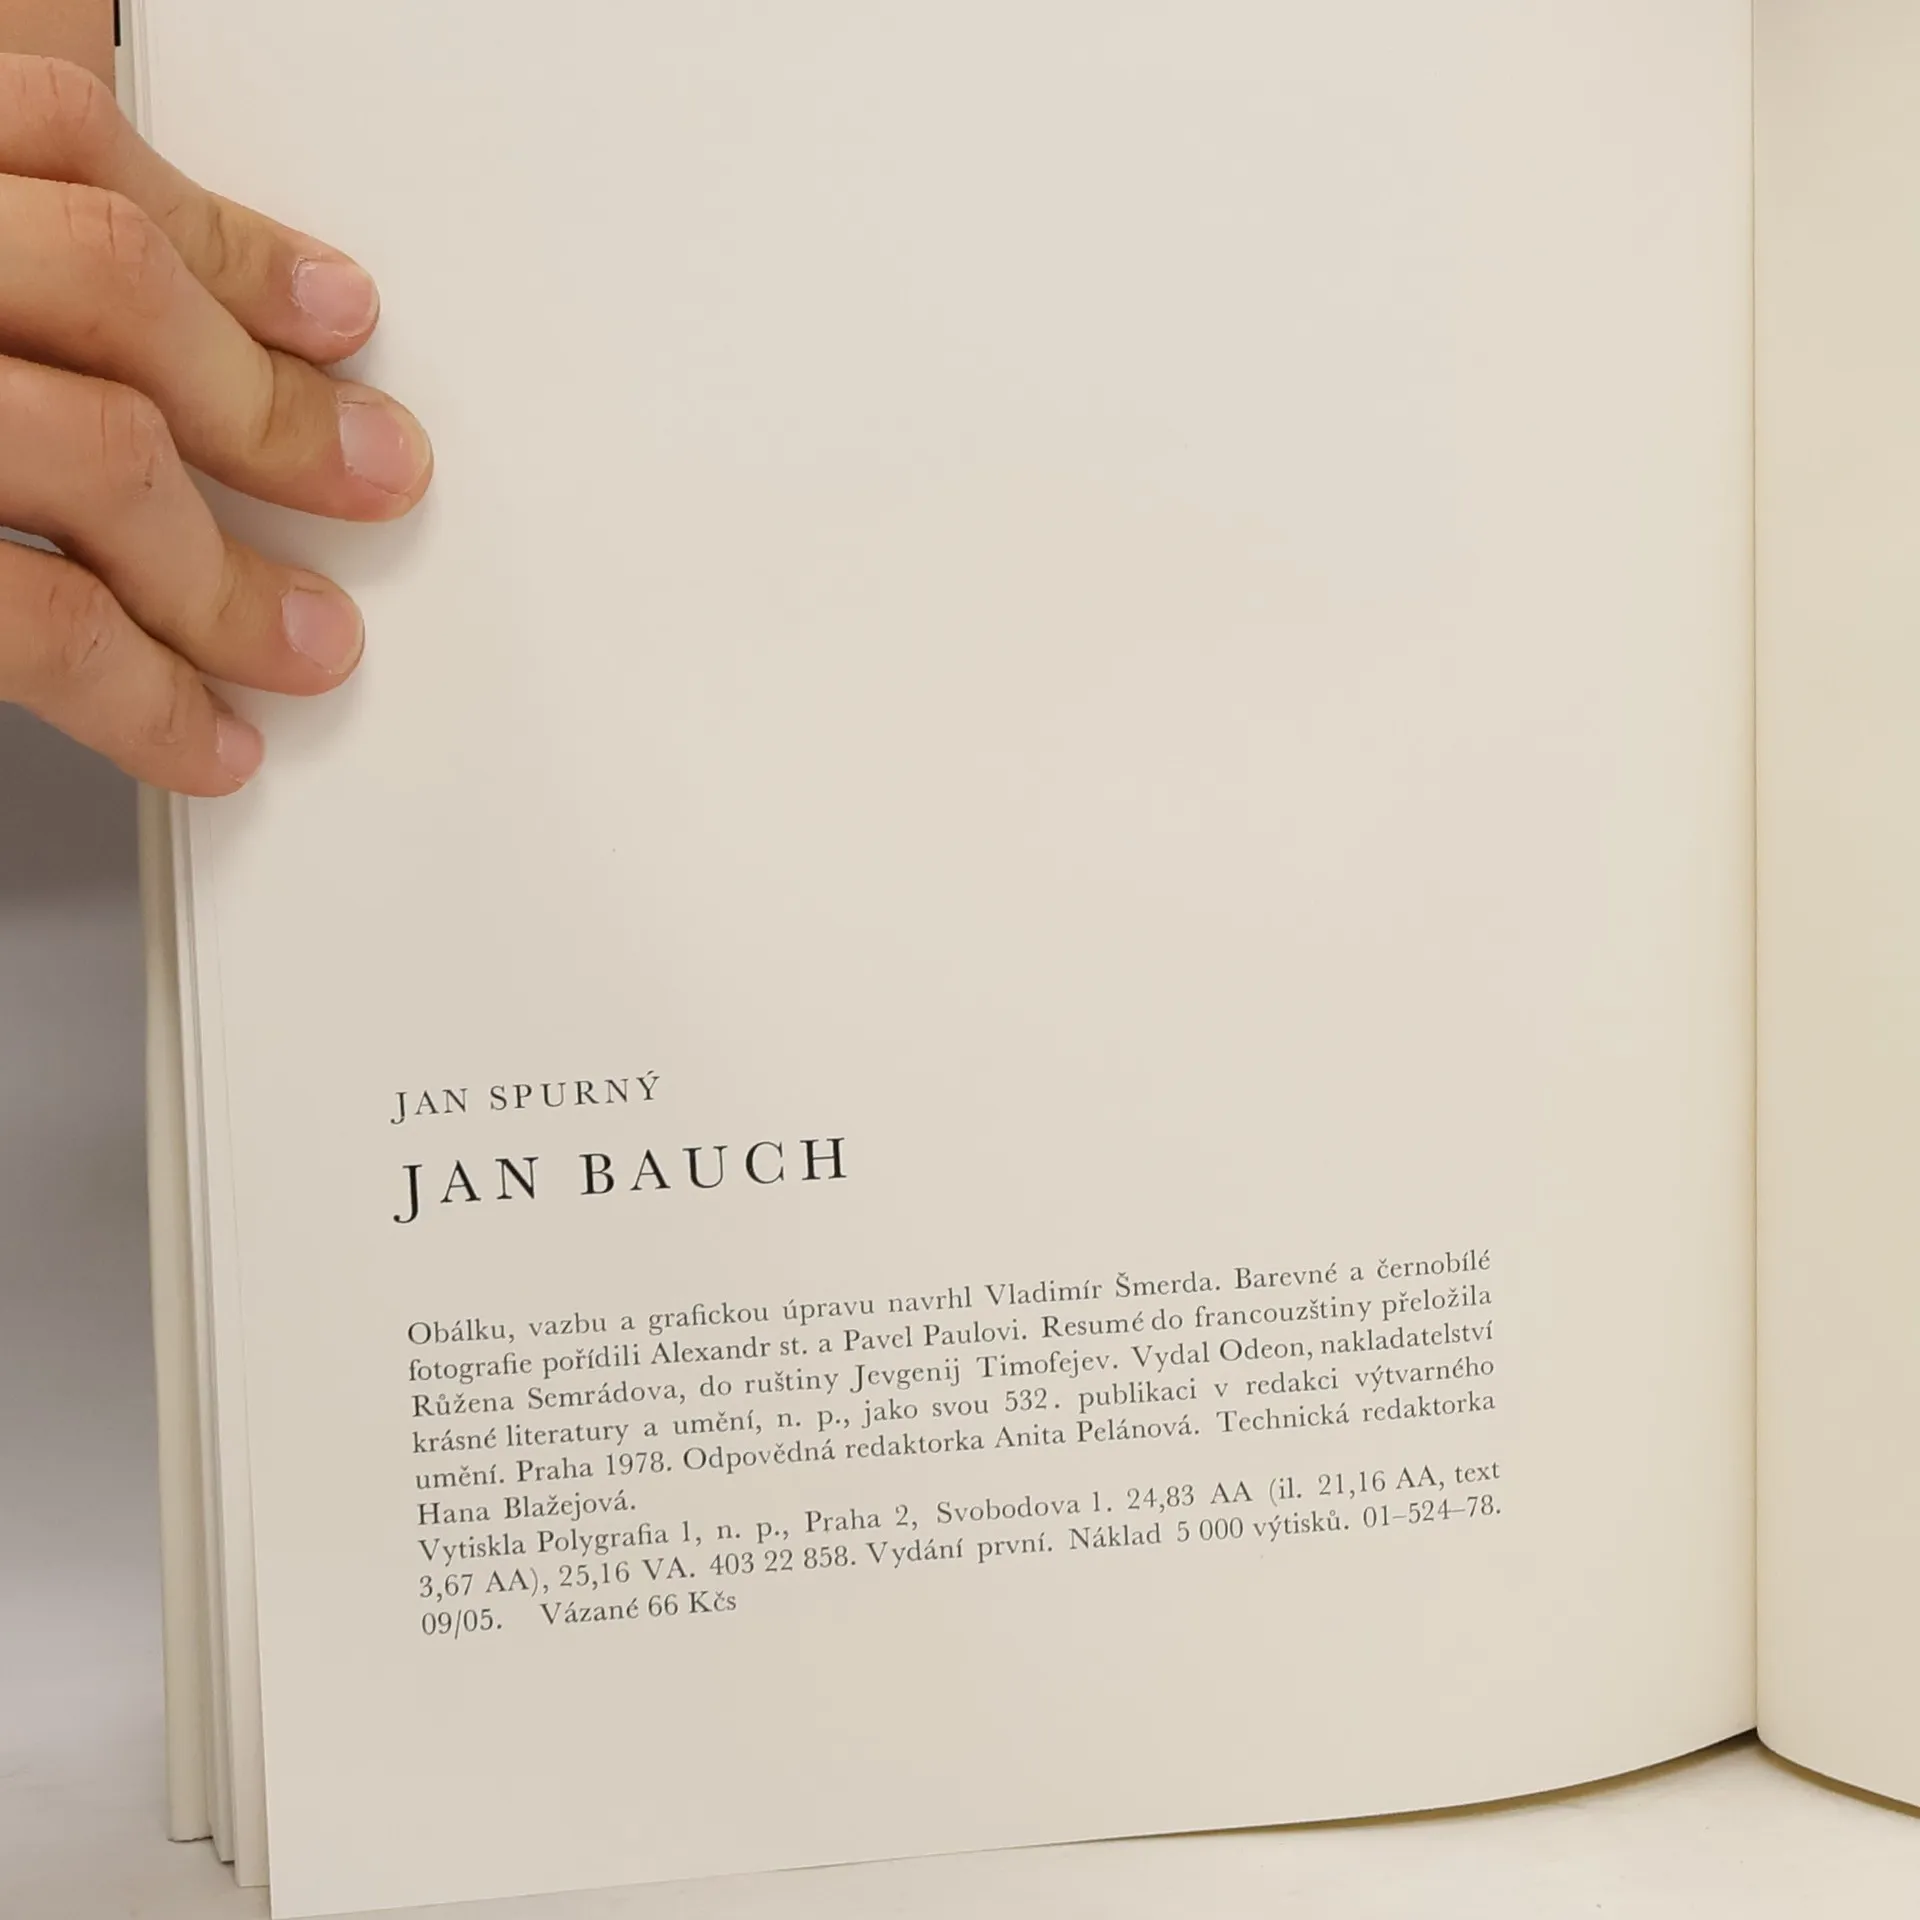 JAN SPURNÝ
JAN BAUCH
Obálku, vazbu a grafickou úpravu navrhl Vladimír Šmerda. Barevné a černobílé
fotografie pořídili Alexandr st. a Pavel Paulovi. Resumé do francouzštiny přeložila
Růžena Semrádova, do ruštiny Jevgenij Timofejev. Vydal Odeon, nakladatelství
krásné literatury a umění, n. p., jako svou 532. publikaci v redakci výtvarného
umění. Praha 1978. Odpovědná redaktorka Anita Pelánová. Technická redaktorka
Hana Blažejová.
Vytiskla Polygrafia 1, n. p., Praha 2, Svobodova 1. 24,83 AA (il. 21,16 AA, text
3,67 AA), 25,16 VA. 403 22 858. Vydání první. Náklad 5 000 výtisků. 01–524–78.
09/05. Vázané 66 Kčs